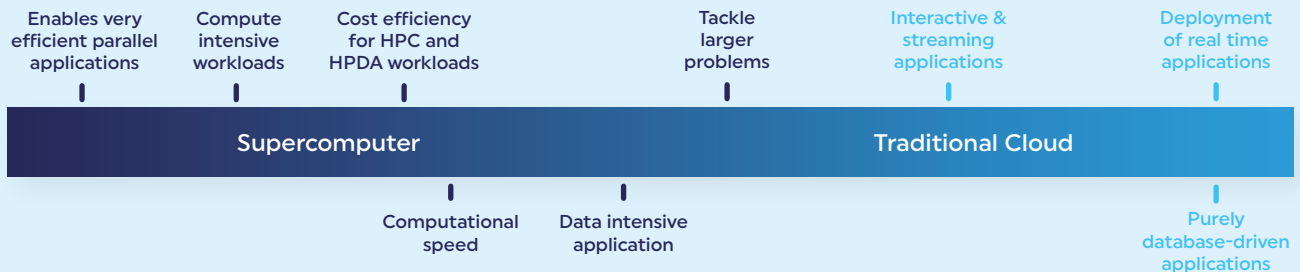 Enables very
efficient parallel
applications
Compute
intensive
workloads
Cost efficiency
for HPC and
HPDA workloads
Tackle
larger
problems
Interactive &
streaming
applications
Deployment
of real time
applications
Supercomputer
Traditional Cloud
Computational
speed
Data intensive
application
Purely
database-driven
applications